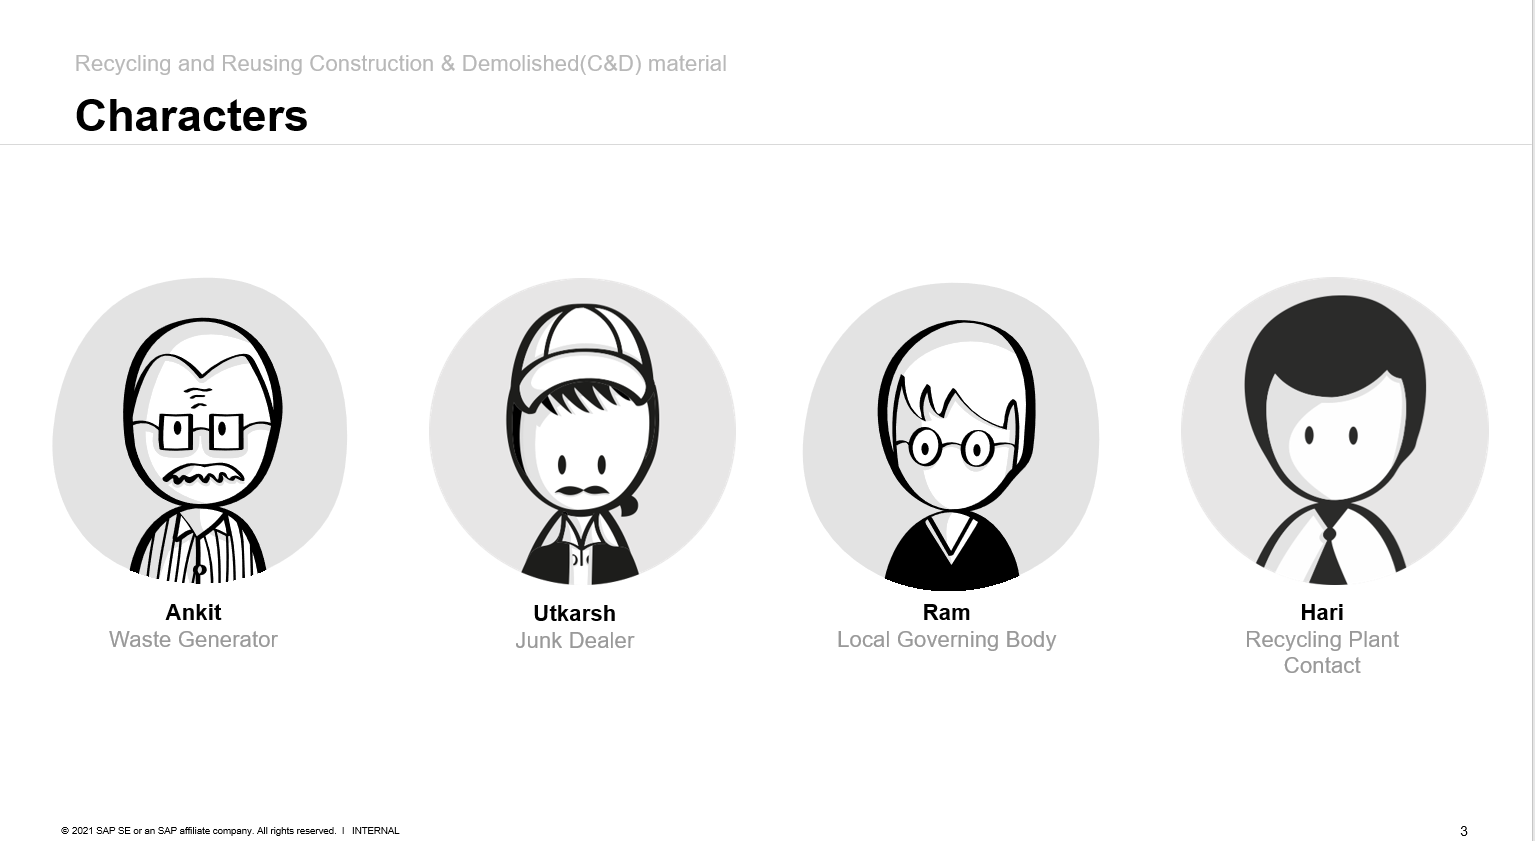 Recycling and Reusing Construction & Demolished(C&D) material
Characters
Ankit
Waste Generator
Utkarsh
Junk Dealer
Ram
Local Governing Body
Hari
Recycling Plant
Contact
© 2021 SAP SE or an SAP affiliate company. All rights reserved. | INTERNAL
3